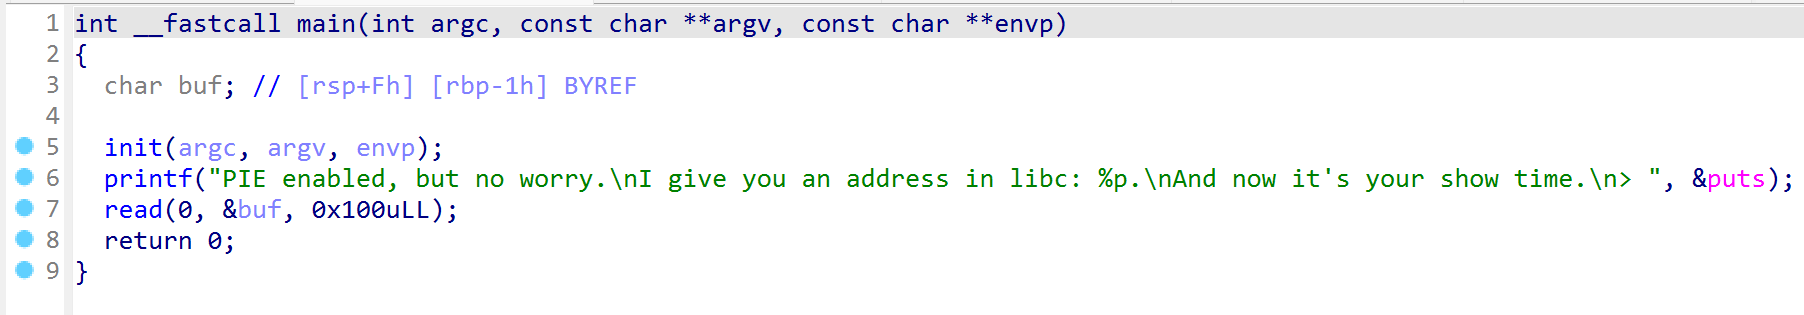 1 int __fastcall main(int argc, const char **argv, const char **envp)
2 {
3   char buf; // [rsp+Fh] [rbp-1h] BYREF
4
5   init(argc, argv, envp);
6   printf("PIE enabled, but no worry.\nI give you an address in libc: %p.\nAnd now it's your show time.\n> ", &puts);
7   read(0, &buf, 0x100uLL);
8   return 0;
9 }